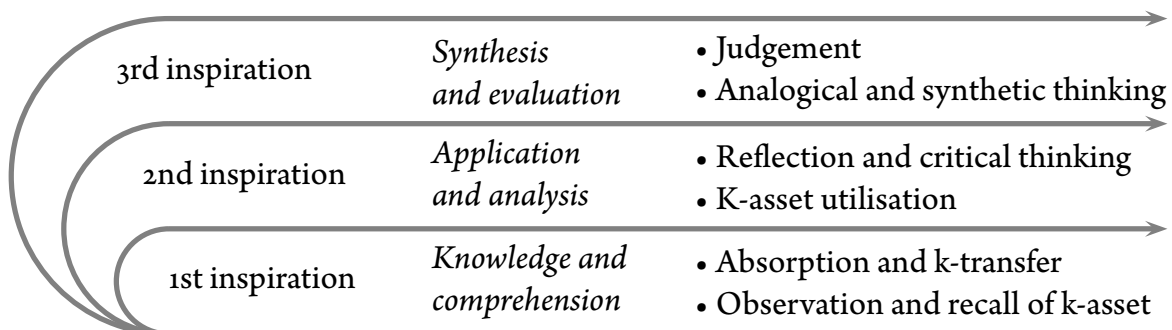 3rd inspiration
Synthesis
and evaluation
• Judgement
• Analogical and synthetic thinking
2nd inspiration
Application
and analysis
• Reflection and critical thinking
• K-asset utilisation
1st inspiration
Knowledge and
comprehension
• Absorption and k-transfer
• Observation and recall of k-asset